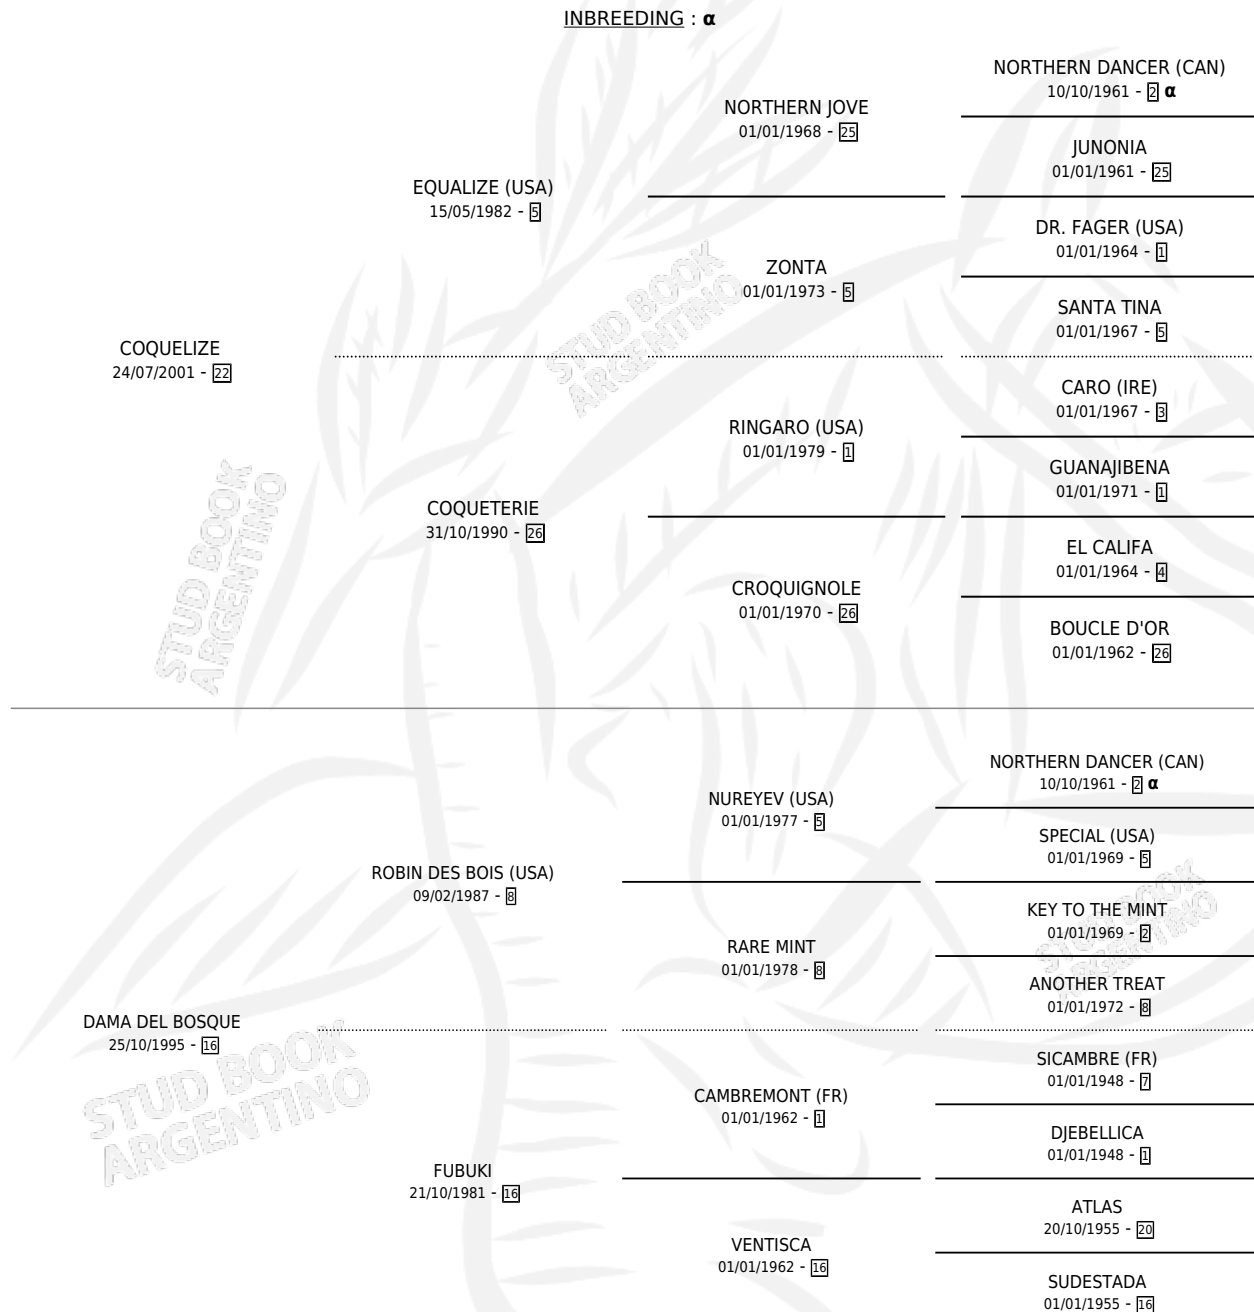 INBREEDING : α
NORTHERN DANCER (CAN)
10/10/1961 - 2 α
NORTHERN JOVE
01/01/1968 - 25
JUNONIA
01/01/1961 - 25
EQUALIZE (USA)
15/05/1982 - 5
DR. FAGER (USA)
01/01/1964 - 1
ZONTA
01/01/1973 - 5
SANTA TINA
01/01/1967 - 5
COQUELIZE
24/07/2001 - 22
CARO (IRE)
01/01/1967 - 3
RINGARO (USA)
01/01/1979 - 1
GUANAJIBENA
01/01/1971 - 1
COQUETERIE
31/10/1990 - 26
EL CALIFA
01/01/1964 - 4
CROQUIGNOLE
01/01/1970 - 26
BOUCLE D'OR
01/01/1962 - 26
NORTHERN DANCER (CAN)
10/10/1961 - 2 α
NUREYEV (USA)
01/01/1977 - 5
SPECIAL (USA)
01/01/1969 - 5
ROBIN DES BOIS (USA)
09/02/1987 - 8
KEY TO THE MINT
01/01/1969 - 2
RARE MINT
01/01/1978 - 8
ANOTHER TREAT
01/01/1972 - 8
DAMA DEL BOSQUE
25/10/1995 - 16
SICAMBRE (FR)
01/01/1948 - 7
CAMBREMONT (FR)
01/01/1962 - 1
DJEBELLICA
01/01/1948 - 1
FUBUKI
21/10/1981 - 16
ATLAS
20/10/1955 - 20
VENTISCA
01/01/1962 - 16
SUDESTADA
01/01/1955 - 16
STUD BOOK
ARGENTINO
STUD BOOK
ARGENTINO
STUD BOOK
ARGENTINO
STUD BOOK
ARGENTINO